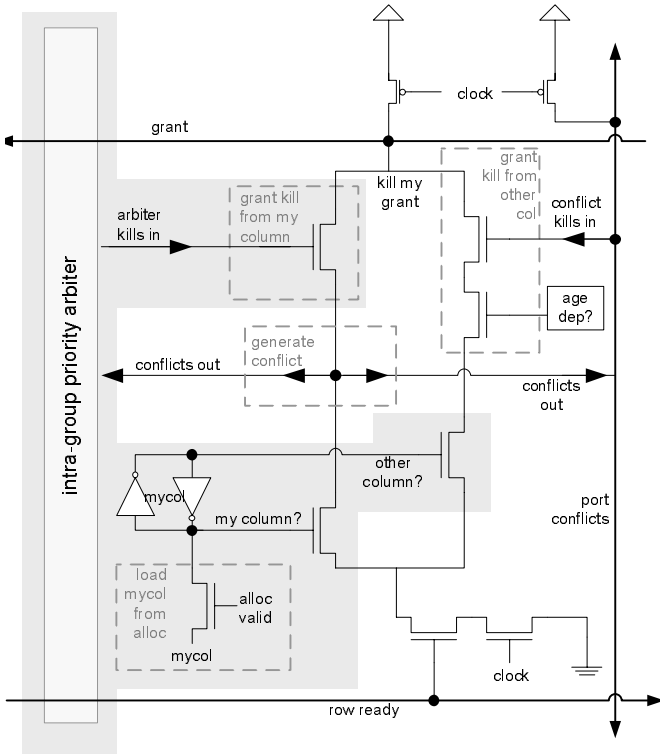 clock
grant
grant
kill from
other
col
kill my
grant
grant kill
from my
column
arbiter
kills in
conflict
kills in
age
dep?
intra-group priority arbiter
generate
conflict
conflicts out
conflicts
out
other
column?
mycol
my column?
port
conflicts
load
mycol
from
alloc
alloc
valid
mycol
clock
row ready